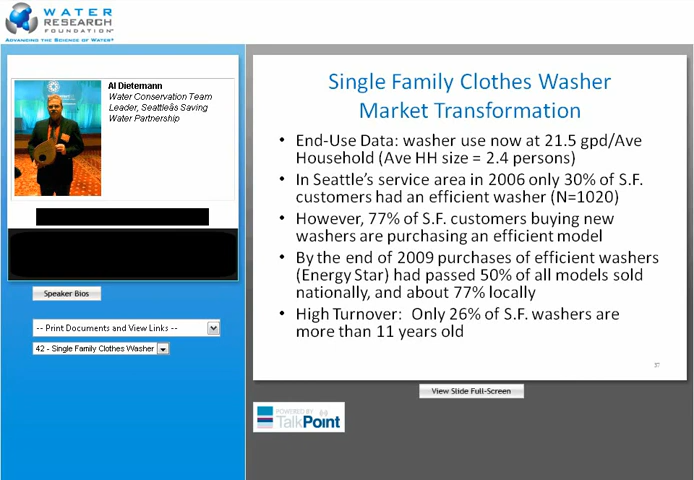 WATER
RESEARCH
FOUNDATION
ADVANCING THE SCIENCE OF WATER®
Al Dietemann
Water Conservation Team
Leader, Seattleâs Saving
Water Partnership
Speaker Bios
-- Print Documents and View Links --
42 - Single Family Clothes Washer
Single Family Clothes Washer
Market Transformation
• End-Use Data: washer use now at 21.5 gpd/Ave
Household (Ave HH size = 2.4 persons)
• In Seattle's service area in 2006 only 30% of S.F.
customers had an efficient washer (N=1020)
• However, 77% of S.F. customers buying new
washers are purchasing an efficient model
• By the end of 2009 purchases of efficient washers
(Energy Star) had passed 50% of all models sold
nationally, and about 77% locally
• High Turnover: Only 26% of S.F. washers are
more than 11 years old
37
View Slide Full-Screen
POWERED BY
TalkPoint